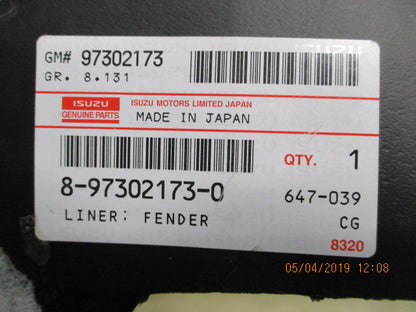 GM# 97302173
GR. 8.131
ISUZU
GENUINE PARTS
ISUZU MOTORS LIMITED JAPAN
MADE IN JAPAN
QTY. 1
8-97302173-0 647-039
LINER; FENDER CG
8320
05/04/2019 12:08